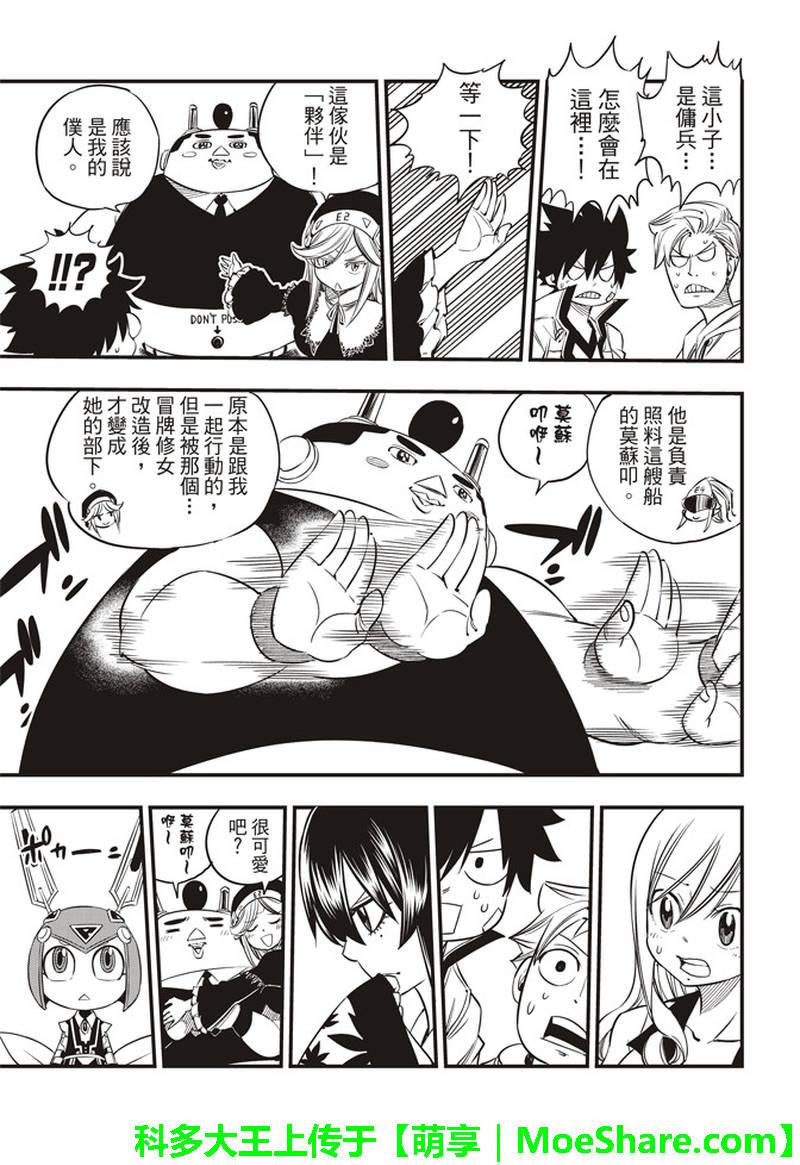 這小子…
是傭兵…
怎麼會在
這裡…！
等一下！
這傢伙是
「夥伴」！
應該說
是我的
僕人。
E2
!!?
DON'T PUS
他是負責
照料這艘船
的莫蘇叩。
莫蘇
叩咿～
原本是跟我
一起行動的，
但是被那個…
冒牌修女
改造後，
才變成
她的部下。
很可愛
吧？
莫蘇叩
咿～
ポカーン
科多大王上传于【萌享 | MoeShare.com】